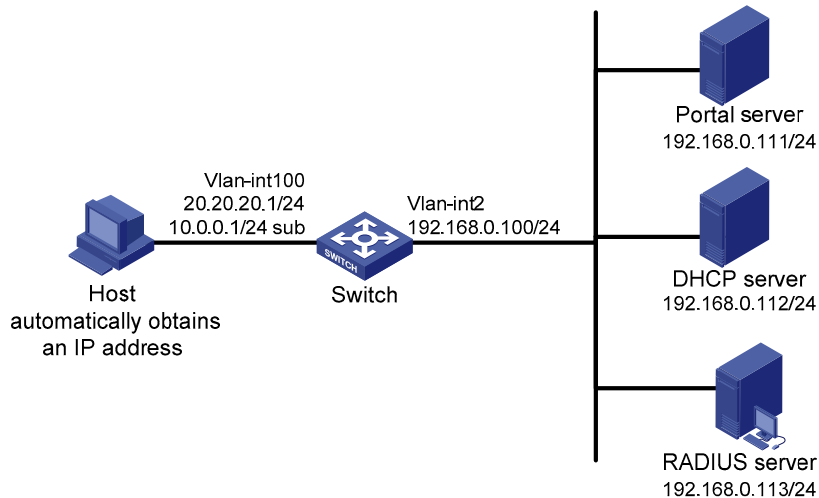 Portal server
192.168.0.111/24
Vlan-int100
20.20.20.1/24
10.0.0.1/24 sub
Vlan-int2
192.168.0.100/24
SWITCH
Switch
Host
automatically obtains
an IP address
DHCP server
192.168.0.112/24
RADIUS server
192.168.0.113/24